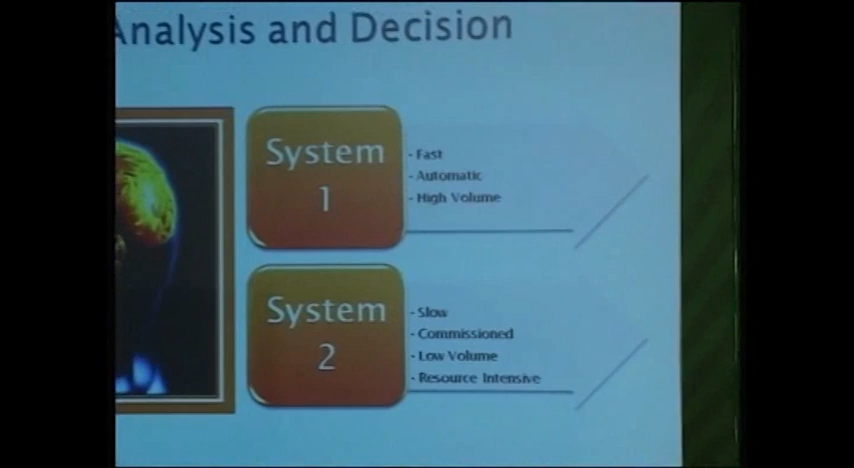 Analysis and Decision
System
1
- Fast
- Automatic
- High Volume
System
2
- Slow
- Commissioned
- Low Volume
- Resource Intensive